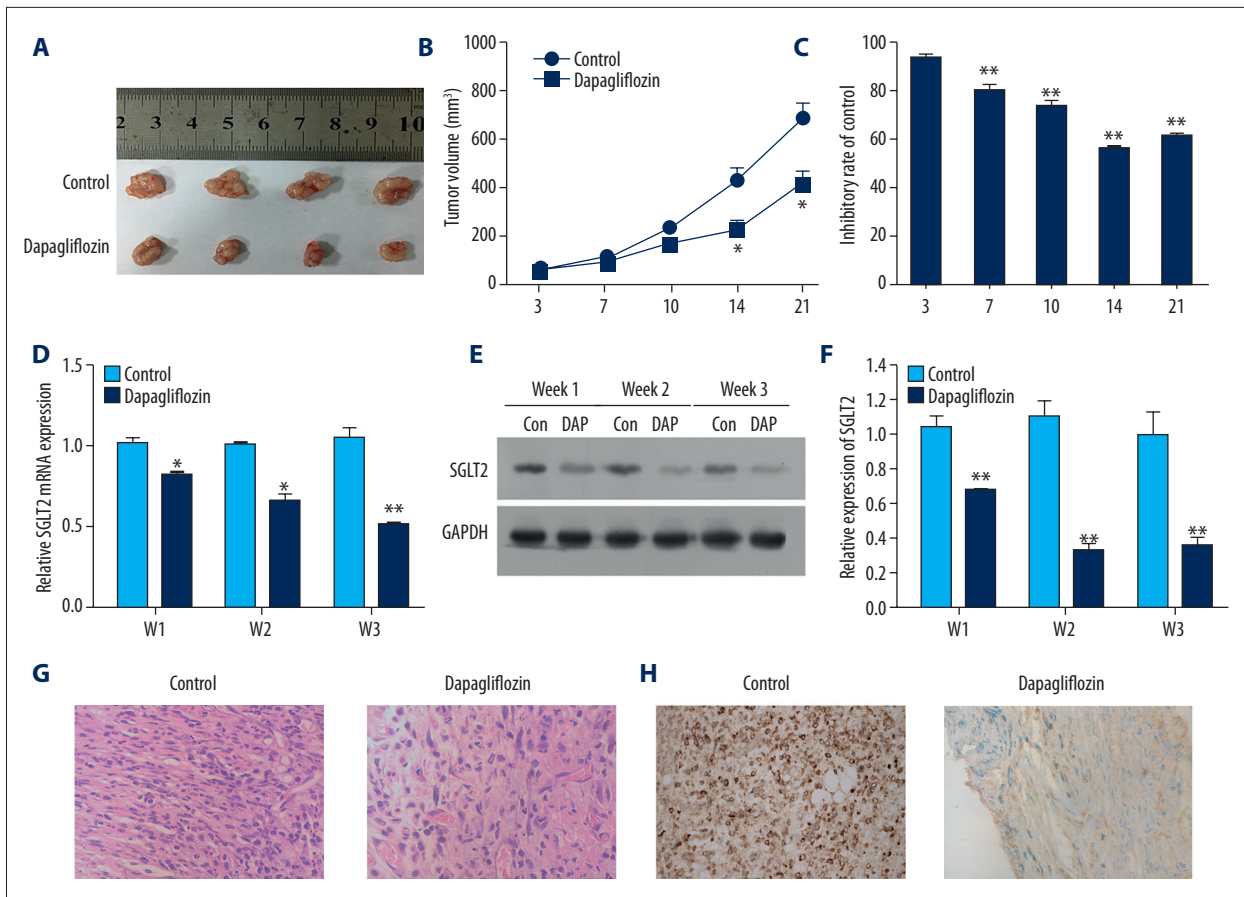 A
2 3 4 5 6 7 8 9 10
Control
Dapagliflozin
B
Control
Dapagliflozin
Tumor volume (mm³)
1000
800
600
400
200
0
3 7 10 14 21
*
*
C
Inhibitory rate of control
100
80
60
40
60
20
0
**
**
**
**
3 7 10 14 21
D
Control
Dapagliflozin
Relative SGLT2 mRNA expression
1.5
1.0
0.5
0.0
*
*
**
W1 W2 W3
E
Week 1 Week 2 Week 3
Con DAP Con DAP Con DAP
SGLT2
GAPDH
F
Control
Dapagliflozin
Relative expression of SGLT2
1.4
1.2
1.0
0.8
0.6
0.4
0.2
0.0
**
**
**
W1 W2 W3
G
Control Dapagliflozin
H
Control Dapagliflozin